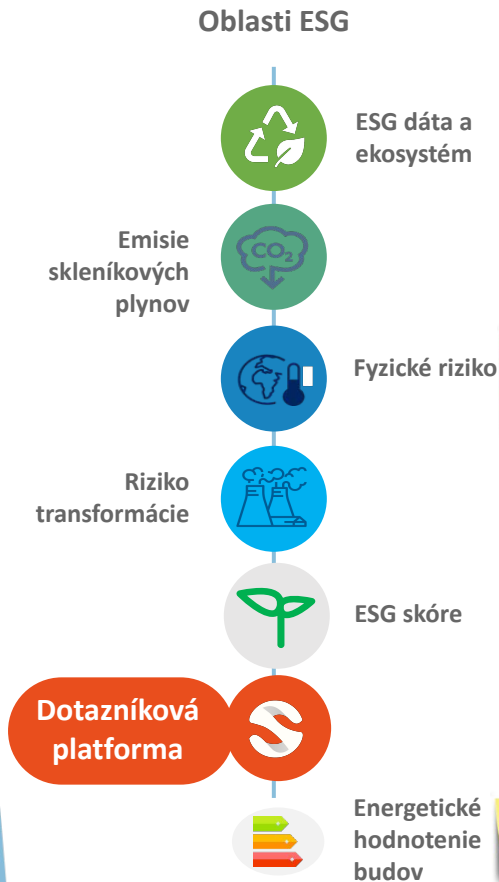 Oblasti ESG
ESG dáta a
ekosystém
Emisie
skleníkových
plynov
CO₂
Fyzické riziko
Riziko
transformácie
ESG skóre
Dotazníková
platforma
Energetické
hodnotenie
budov